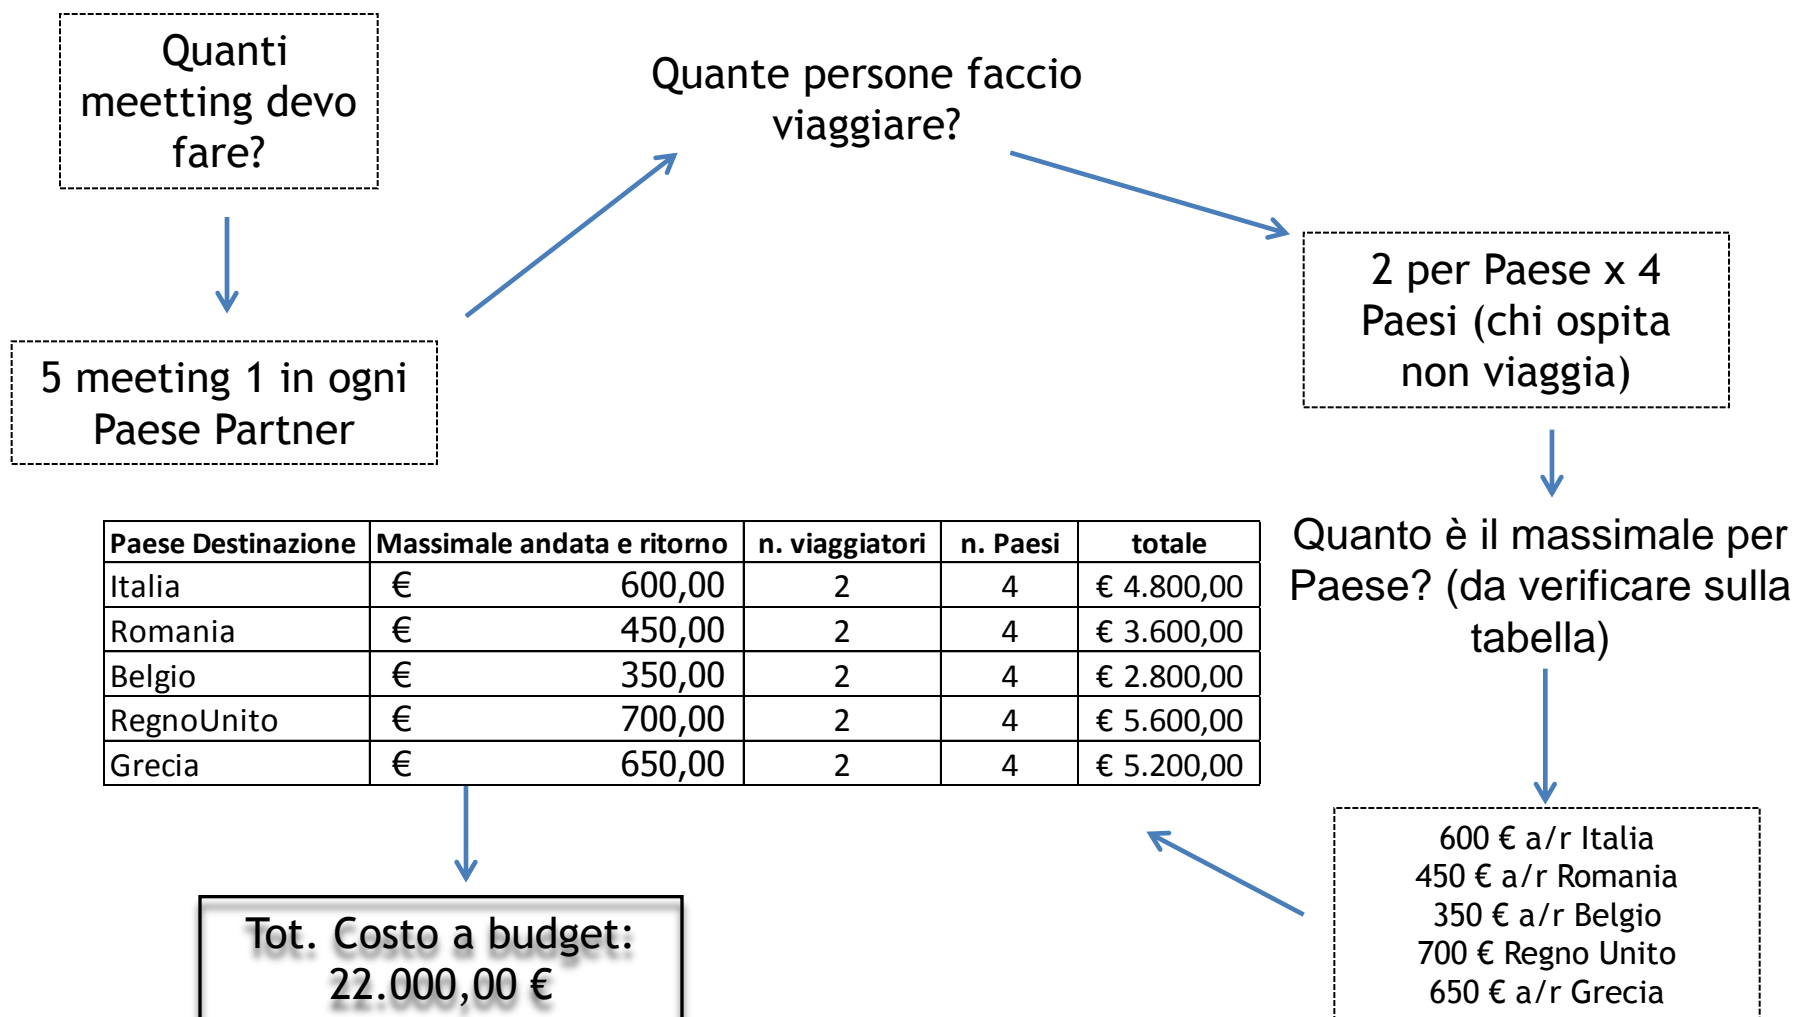 Quanti
meetting devo
fare?
5 meeting 1 in ogni
Paese Partner
Quante persone faccio
viaggiare?
2 per Paese x 4
Paesi (chi ospita
non viaggia)
Quanto è il massimale per
Paese? (da verificare sulla
tabella)
600 € a/r Italia
450 € a/r Romania
350 € a/r Belgio
700 € Regno Unito
650 € a/r Grecia
Paese Destinazione Massimale andata e ritorno n. viaggiatori n. Paesi totale
Italia € 600,00 2 4 € 4.800,00
Romania € 450,00 2 4 € 3.600,00
Belgio € 350,00 2 4 € 2.800,00
RegnoUnito € 700,00 2 4 € 5.600,00
Grecia € 650,00 2 4 € 5.200,00
Tot. Costo a budget:
22.000,00 €